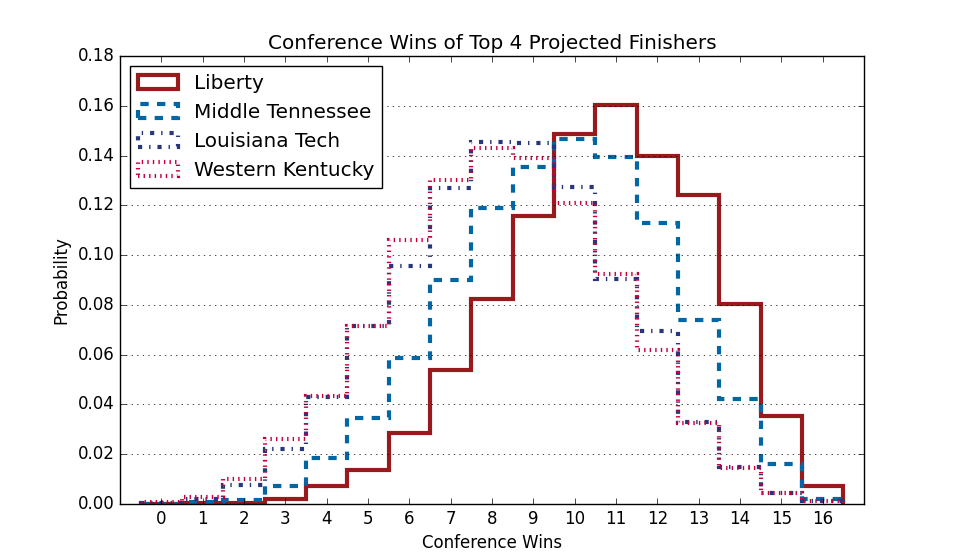 Conference Wins of Top 4 Projected Finishers
0.18
0.16
0.14
0.12
0.10
0.08
0.06
0.04
0.02
0.00
Probability
Liberty
Middle Tennessee
Louisiana Tech
Western Kentucky
0 1 2 3 4 5 6 7 8 9 10 11 12 13 14 15 16
Conference Wins